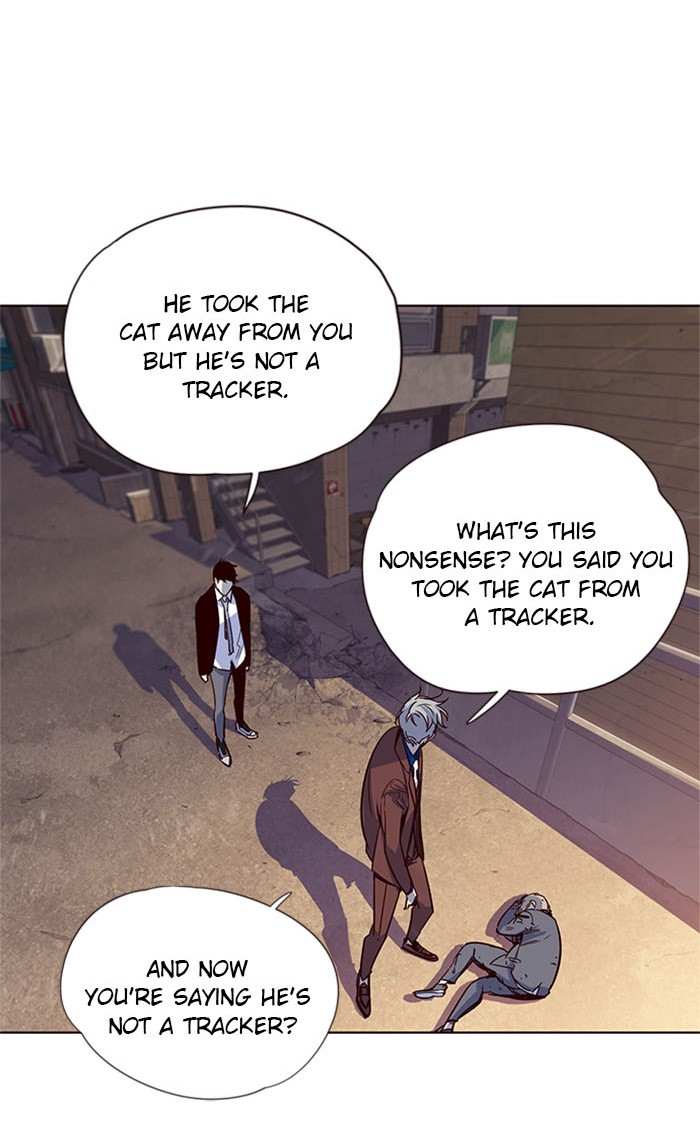 HE TOOK THE
CAT AWAY FROM YOU
BUT HE'S NOT A
TRACKER.
WHAT'S THIS
NONSENSE? YOU SAID YOU
TOOK THE CAT FROM
A TRACKER.
AND NOW
YOU'RE SAYING HE'S
NOT A TRACKER?